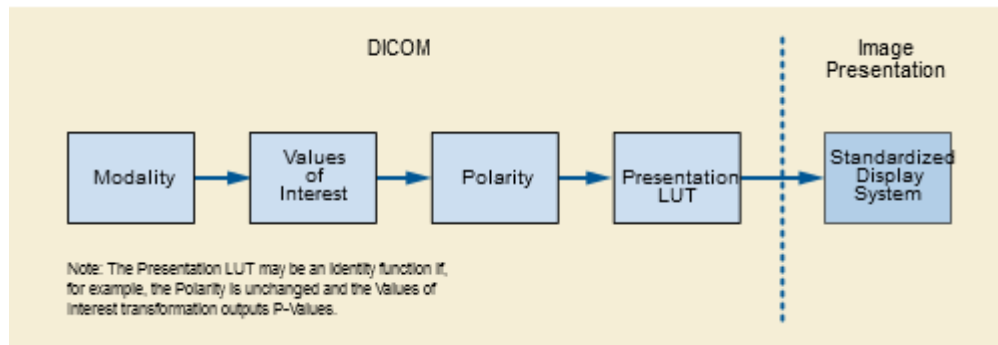 DICOM
Image
Presentation
Modality
Values
of
Interest
Polarity
Presentation
LUT
Standardized
Display
System
Note: The Presentation LUT may be an identity function if,
for example, the Polarity is unchanged and the Values of
Interest transformation outputs P-Values.